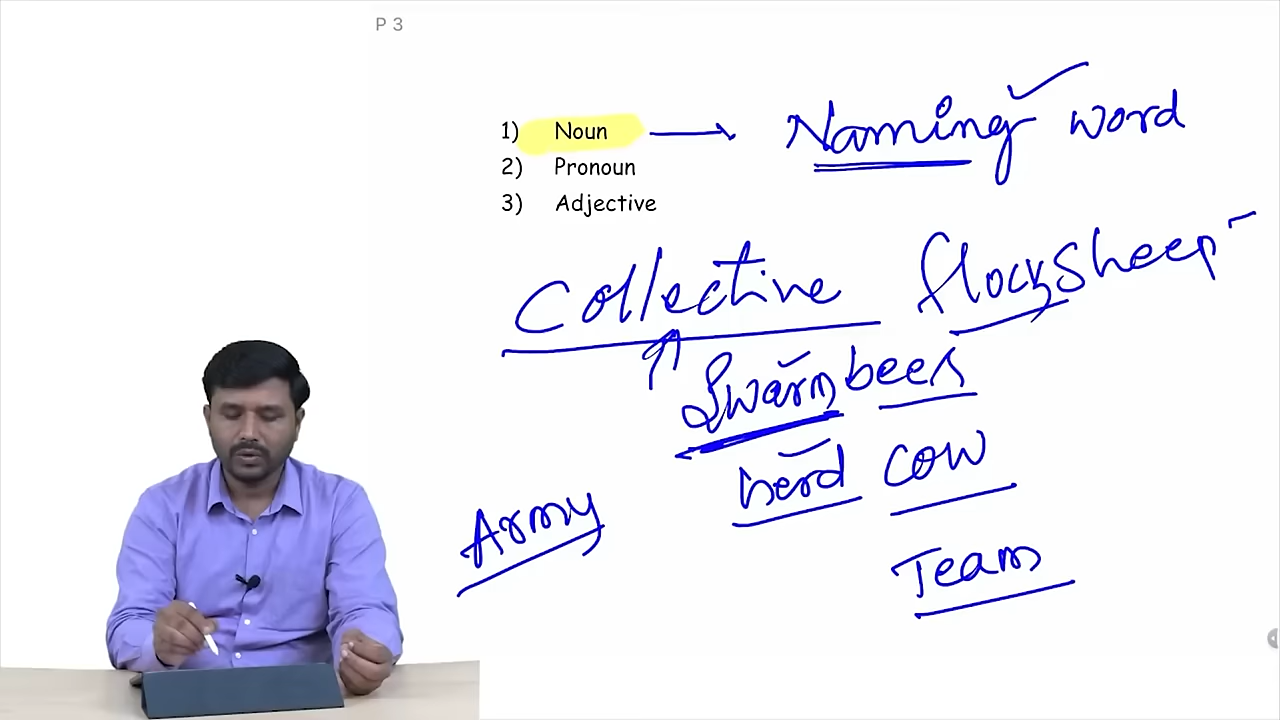 P 3
1) Noun → Naming word
2) Pronoun
3) Adjective
Collective flock sheep
Swarm bees
herd cow
Army
Team